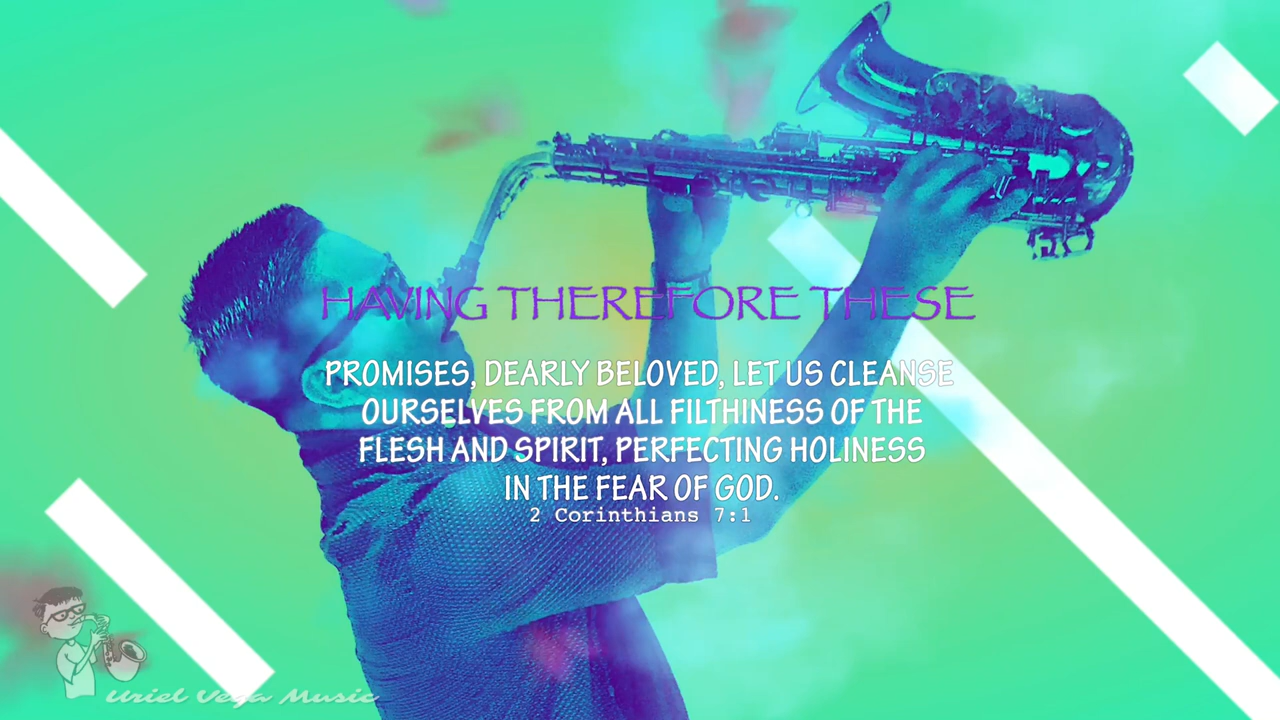 HAVING THEREFORE THESE
PROMISES, DEARLY BELOVED, LET US CLEANSE
OURSELVES FROM ALL FILTHINESS OF THE
FLESH AND SPIRIT, PERFECTING HOLINESS
IN THE FEAR OF GOD.
2 Corinthians 7:1
Uriel Vega Music